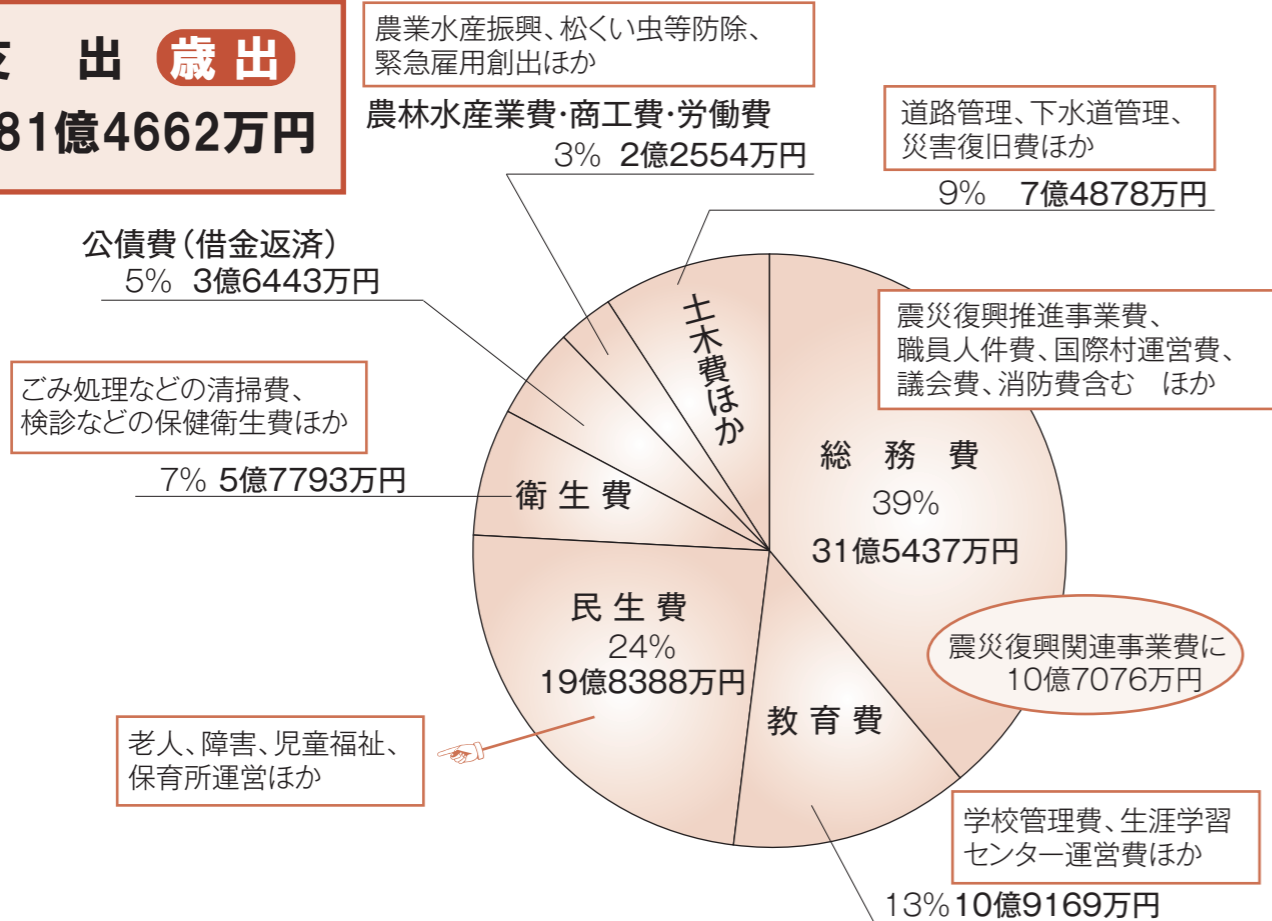 支 出 歳出
81億4662万円
農業水産振興、松くい虫等防除、
緊急雇用創出ほか
農林水産業費・商工費・労働費
3% 2億2554万円
道路管理、下水道管理、
災害復旧費ほか
9% 7億4878万円
公債費(借金返済)
5% 3億6443万円
土木費ほか
震災復興推進事業費、
職員人件費、国際村運営費、
議会費、消防費含む ほか
ごみ処理などの清掃費、
検診などの保健衛生費ほか
7% 5億7793万円
衛生費
総務費
39%
31億5437万円
民生費
24%
19億8388万円
震災復興関連事業費に
10億7076万円
教育費
老人、障害、児童福祉、
保育所運営ほか
学校管理費、生涯学習
センター運営費ほか
13% 10億9169万円